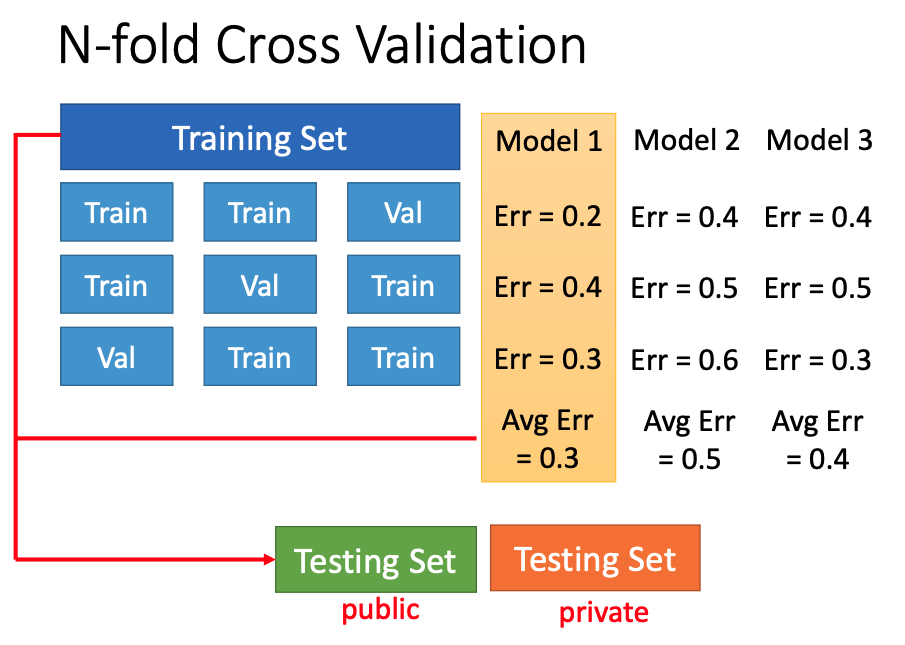 N-fold Cross Validation
Training Set
Model 1 Model 2 Model 3
Train Train Val
Err = 0.2 Err = 0.4 Err = 0.4
Train Val Train
Err = 0.4 Err = 0.5 Err = 0.5
Val Train Train
Err = 0.3 Err = 0.6 Err = 0.3
Avg Err Avg Err Avg Err
= 0.3 = 0.5 = 0.4
Testing Set Testing Set
public private